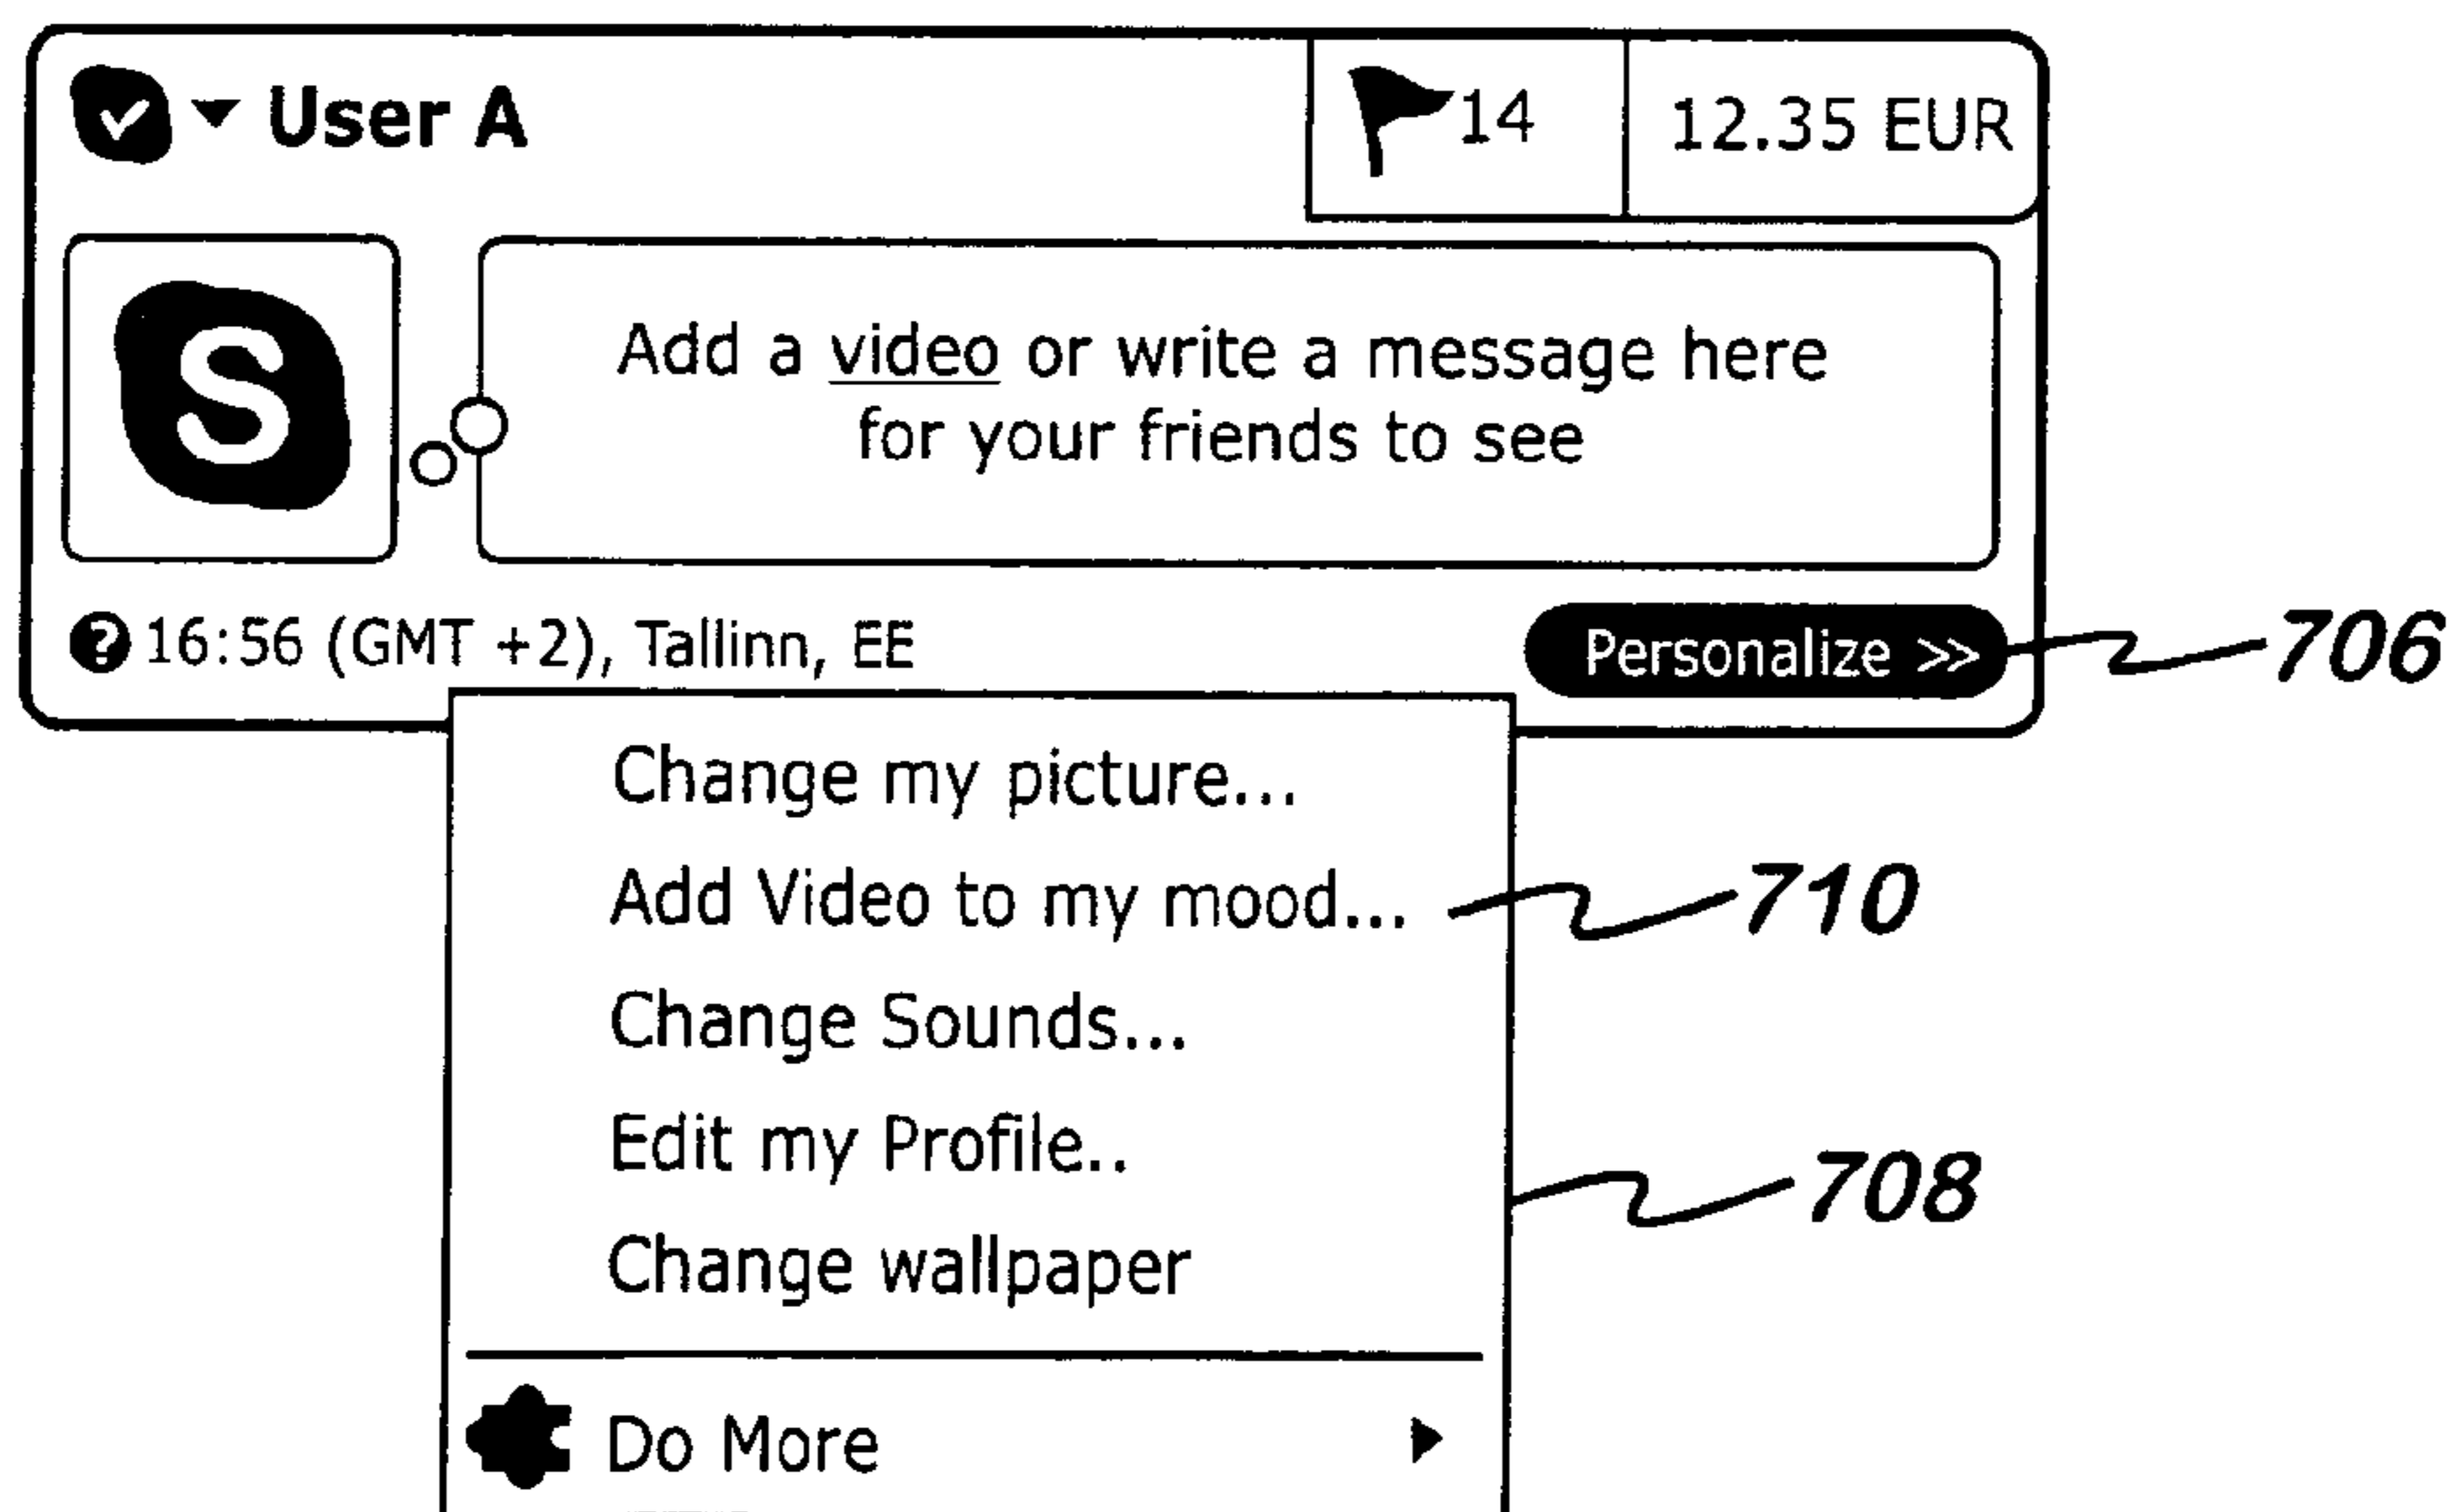 User A
14
12.35 EUR
S
Add a video or write a message here
for your friends to see
? 16:56 (GMT +2), Tallinn, EE
Personalize >>
706
Change my picture...
Add Video to my mood...
710
Change Sounds...
Edit my Profile..
708
Change wallpaper
Do More